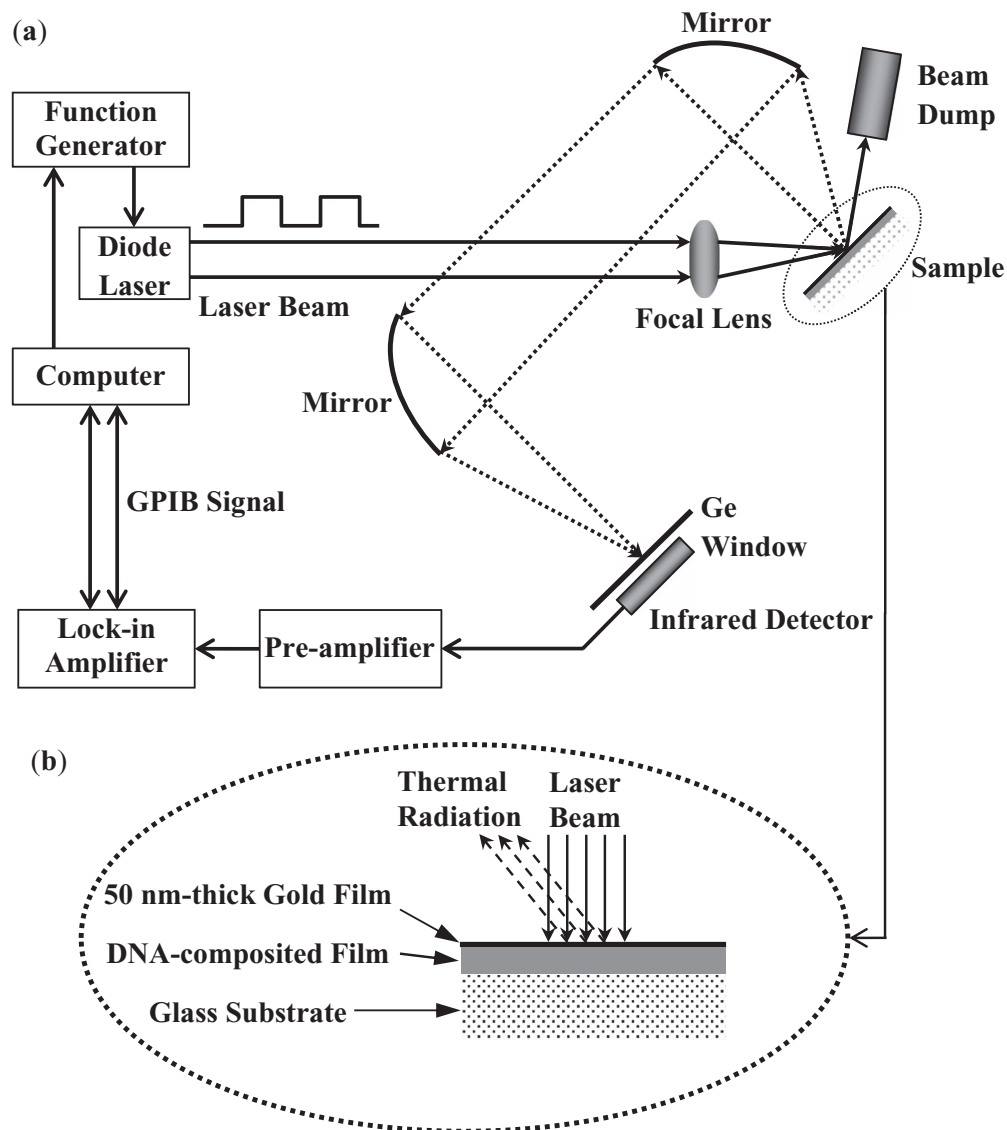 (a)
Mirror
Beam
Dump
Function
Generator
Diode
Laser
Laser Beam
Focal Lens
Sample
Computer
Mirror
GPIB Signal
Ge
Window
Infrared Detector
Lock-in
Amplifier
Pre-amplifier
(b)
Thermal
Radiation
Laser
Beam
50 nm-thick Gold Film
DNA-composited Film
Glass Substrate